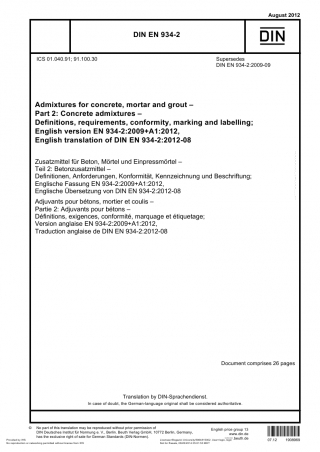 August 2012
DIN EN 934-2
DIN
ICS 01.040.91; 91.100.30
Supersedes
DIN EN 934-2:2009-09
Admixtures for concrete, mortar and grout –
Part 2: Concrete admixtures –
Definitions, requirements, conformity, marking and labelling;
English version EN 934-2:2009+A1:2012,
English translation of DIN EN 934-2:2012-08
Zusatzmittel für Beton, Mörtel und Einpressmörtel –
Teil 2: Betonzusatzmittel –
Definitionen, Anforderungen, Konformität, Kennzeichnung und Beschriftung;
Englische Fassung EN 934-2:2009+A1:2012,
Englische Übersetzung von DIN EN 934-2:2012-08
Adjuvants pour bétons, mortier et coulis –
Partie 2: Adjuvants pour bétons –
Définitions, exigences, conformité, marquage et étiquetage;
Version anglaise EN 934-2:2009+A1:2012,
Traduction anglaise de DIN EN 934-2:2012-08
Document comprises 26 pages
Translation by DIN-Sprachendienst.
In case of doubt, the German-language original shall be considered authoritative.
© No part of this translation may be reproduced without prior permission of
DIN Deutsches Institut für Normung e. V., Berlin. Beuth Verlag GmbH, 10772 Berlin, Germany,
has the exclusive right of sale for German Standards (DIN-Normen).
English price group 13
www.din.de
www.beuth.de
07.12